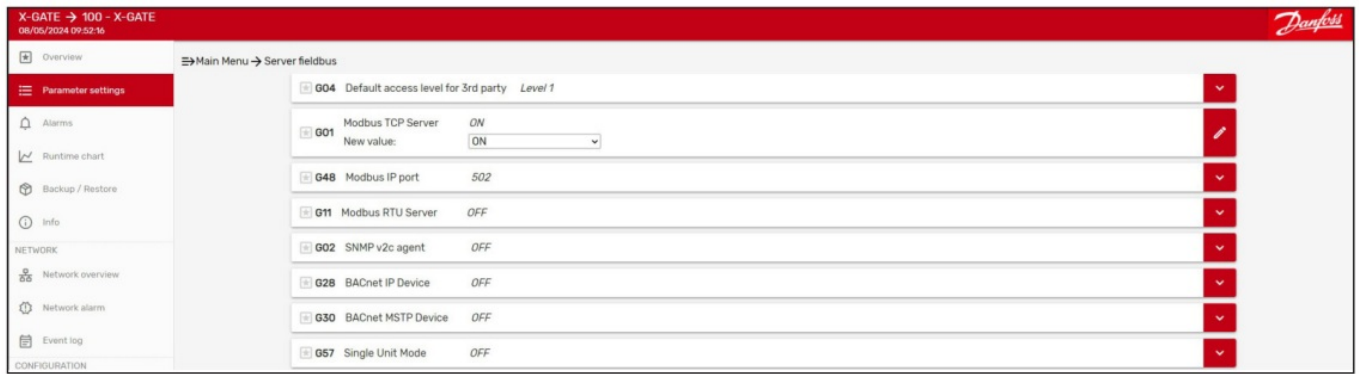 X-GATE → 100 - X-GATE
08/05/2024 09:52:16
Danfoss
Overview
Parameter settings
Alarms
Runtime chart
Backup / Restore
Info
NETWORK
Network overview
Network alarm
Event log
CONFIGURATION
Main Menu → Server fieldbus
G04 Default access level for 3rd party Level 1
G01 Modbus TCP Server ON
New value: ON
G48 Modbus IP port 502
G11 Modbus RTU Server OFF
G02 SNMP v2c agent OFF
G28 BACnet IP Device OFF
G30 BACnet MSTP Device OFF
G57 Single Unit Mode OFF